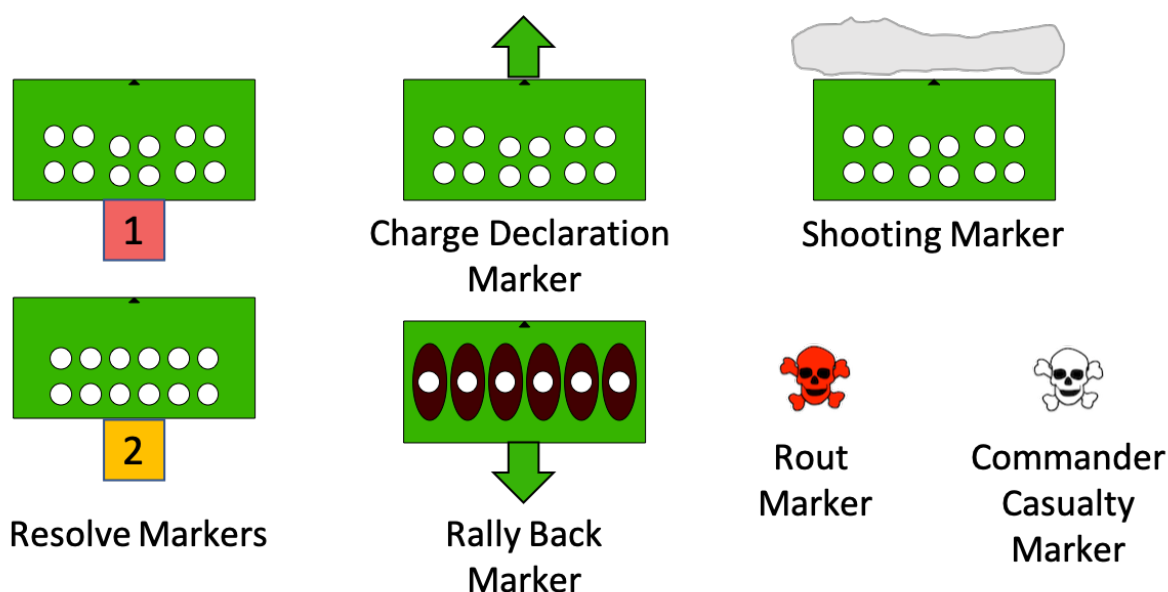 1
Charge Declaration
Marker
Shooting Marker
2
Resolve Markers
Rally Back
Marker
Rout
Marker
Commander
Casualty
Marker